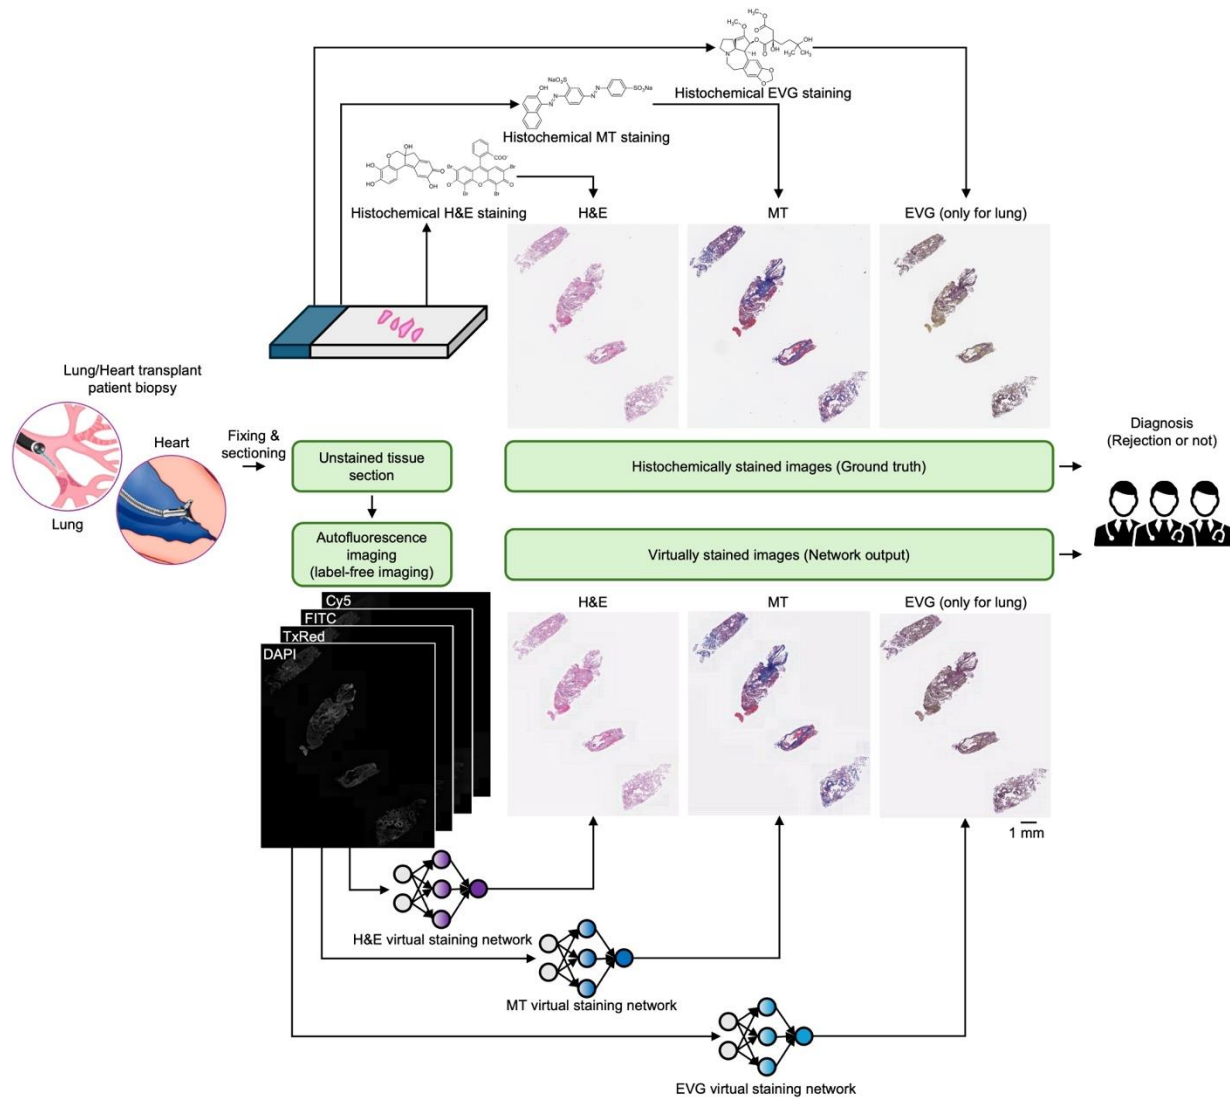 Histochemical EVG staining
Histochemical MT staining
Histochemical H&E staining
H&E
MT
EVG (only for lung)
Lung/Heart transplant
patient biopsy
Heart
Lung
Fixing &
sectioning
Unstained tissue
section
Histochemically stained images (Ground truth)
Diagnosis
(Rejection or not)
Autofluorescence
imaging
(label-free imaging)
Virtually stained images (Network output)
Cy5
FITC
TxRed
DAPI
H&E
MT
EVG (only for lung)
1 mm
H&E virtual staining network
MT virtual staining network
EVG virtual staining network